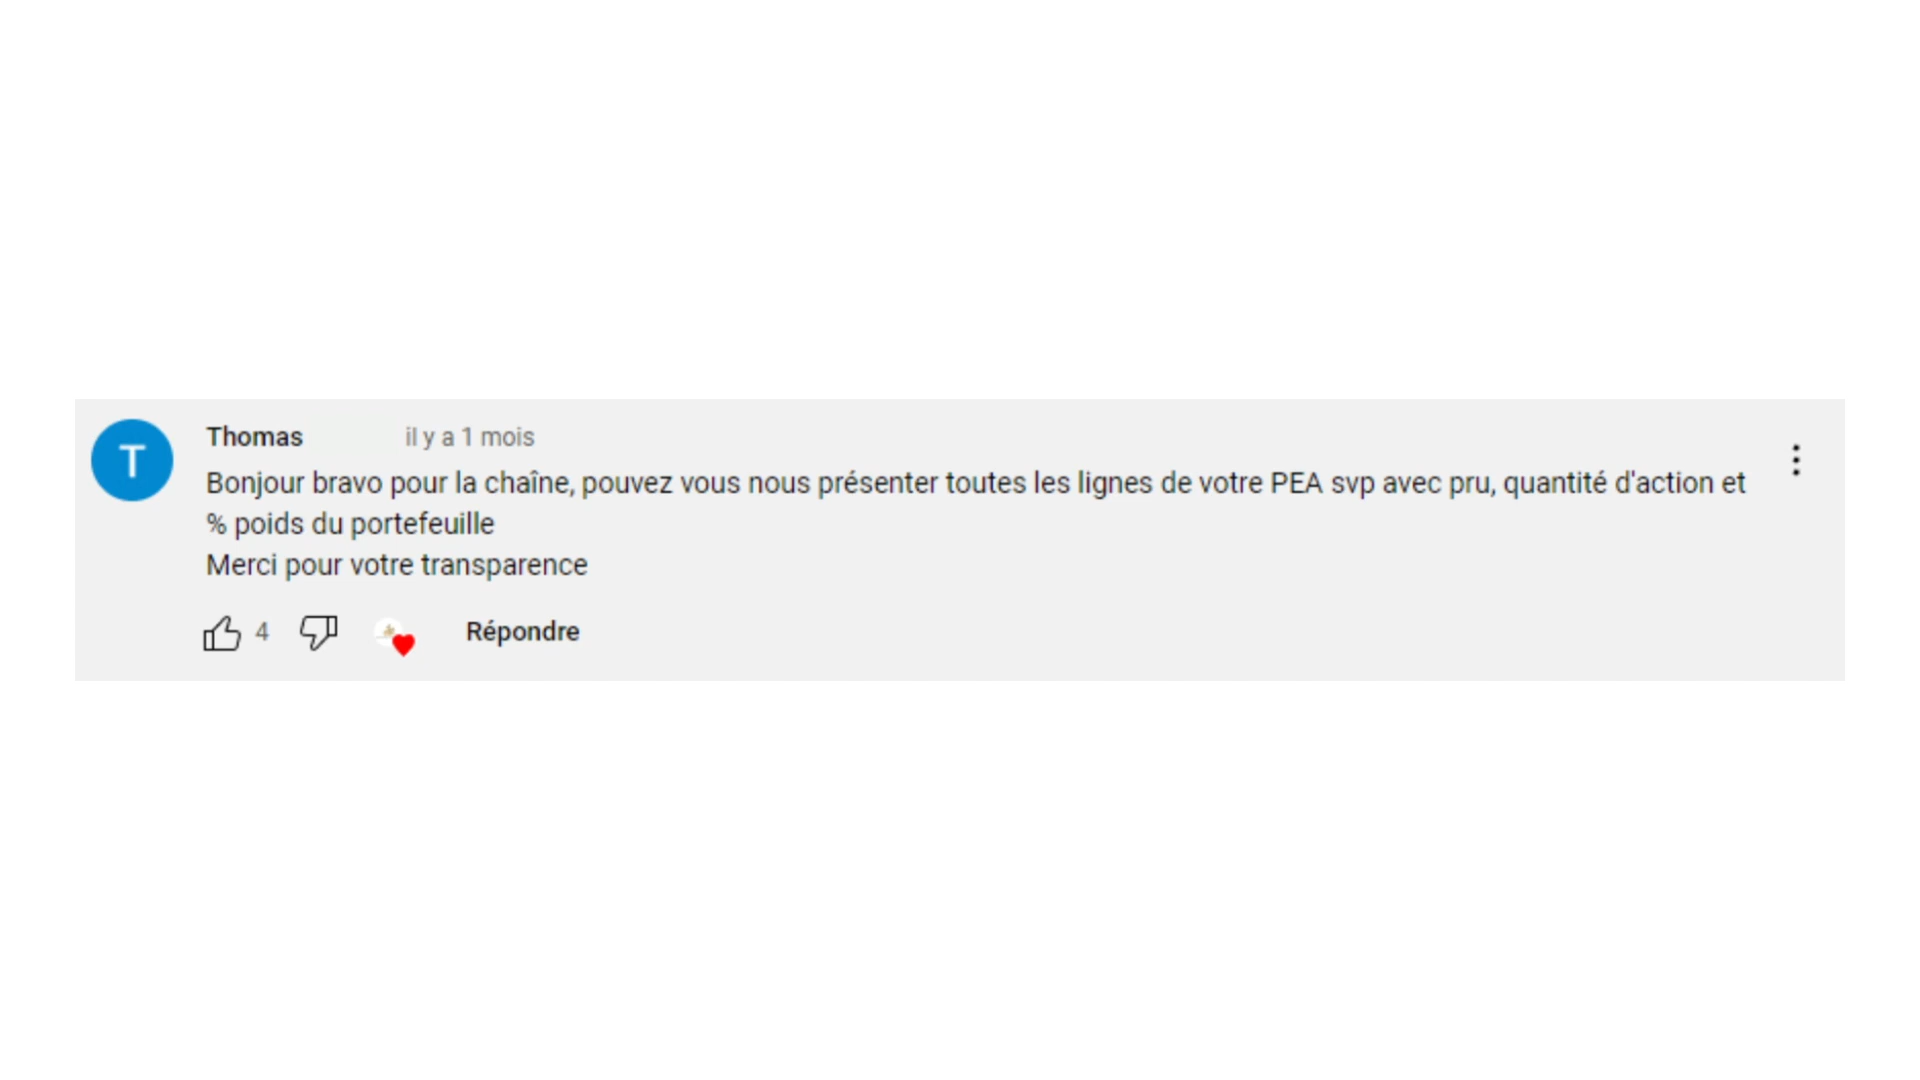 T
Thomas il y a 1 mois
Bonjour bravo pour la chaîne, pouvez vous nous présenter toutes les lignes de votre PEA svp avec pru, quantité d'action et
% poids du portefeuille
Merci pour votre transparence
4 Répondre